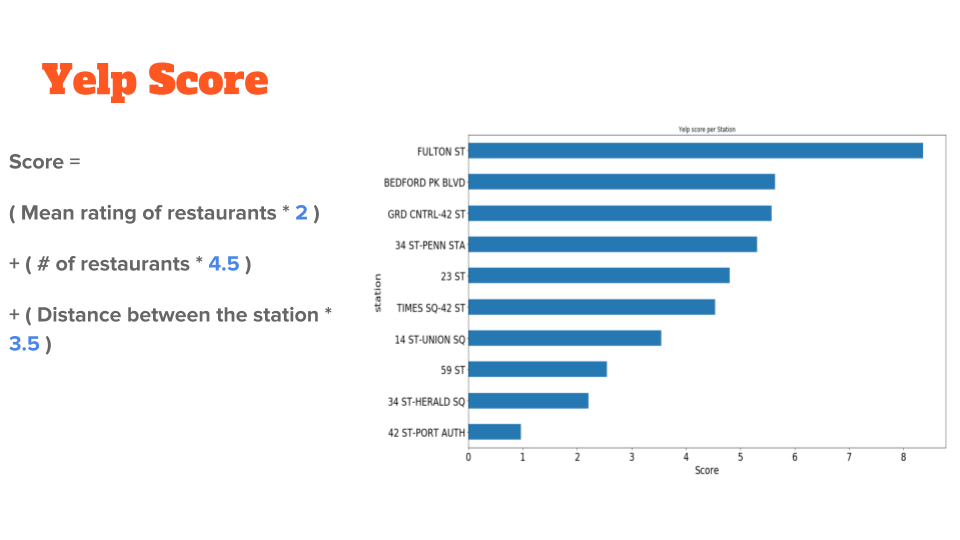 Yelp Score
Score =
( Mean rating of restaurants * 2 )
+ ( # of restaurants * 4.5 )
+ ( Distance between the station *
3.5 )
Yelp score per Station
station
FULTON ST
BEDFORD PK BLVD
GRD CNTRL-42 ST
34 ST-PENN STA
23 ST
TIMES SQ-42 ST
14 ST-UNION SQ
59 ST
34 ST-HERALD SQ
42 ST-PORT AUTH
0 1 2 3 4 5 6 7 8
Score